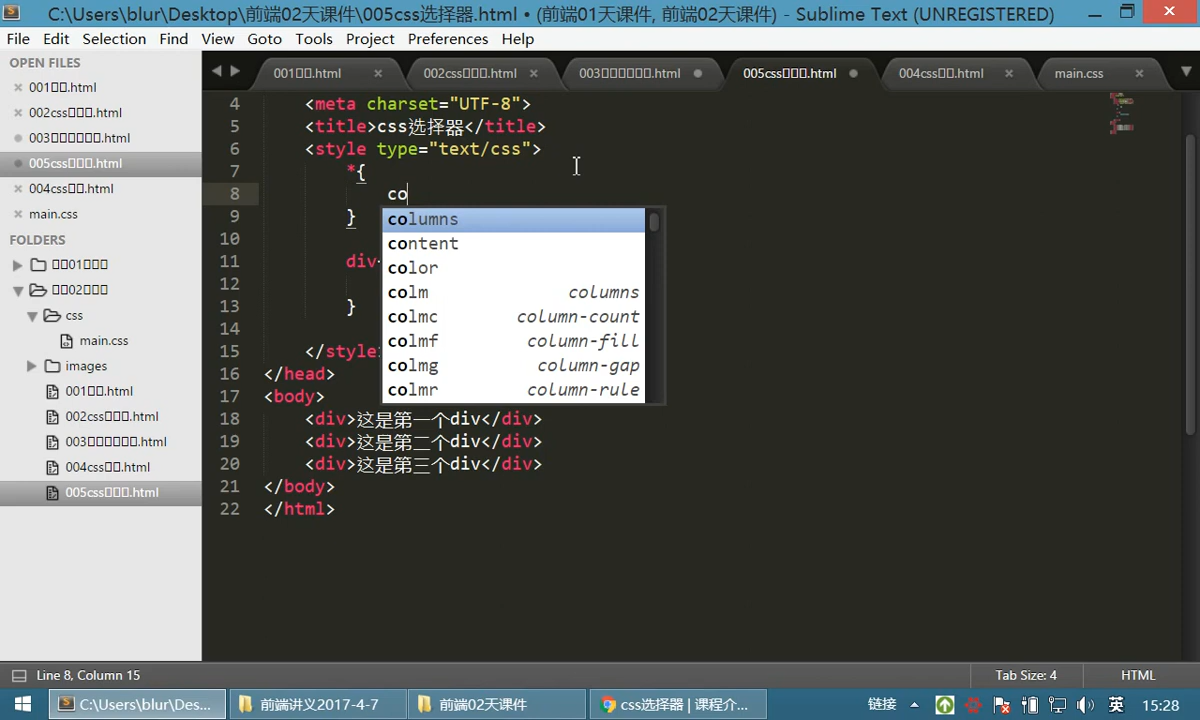 C:\Users\blur\Desktop\前端02天课件\005css选择器.html • (前端01天课件, 前端02天课件) - Sublime Text (UNREGISTERED)
File Edit Selection Find View Goto Tools Project Preferences Help
OPEN FILES
001□□.html
002css□□□.html
003□□□□□□.html
005css□□□.html
004css□□.html
main.css
FOLDERS
□□01□□□
□□02□□□
css
main.css
images
001□□.html
002css□□□.html
003□□□□□□.html
004css□□.html
005css□□□.html
001□□.html 002css□□□.html 003□□□□□□.html 005css□□□.html 004css□□.html main.css
4 <meta charset="UTF-8">
5 <title>css选择器</title>
6 <style type="text/css">
7 *{
8 co
9 }
10
11 div
12
13 }
14
15 </style
16 </head>
17 <body>
18 <div>这是第一个div</div>
19 <div>这是第二个div</div>
20 <div>这是第三个div</div>
21 </body>
22 </html>
columns
content
color
colm columns
colmc column-count
colmf column-fill
colmg column-gap
colmr column-rule
Line 8, Column 15 Tab Size: 4 HTML
C:\Users\blur\Des... 前端讲义2017-4-7 前端02天课件 css选择器 | 课程介... 链接 英 15:28